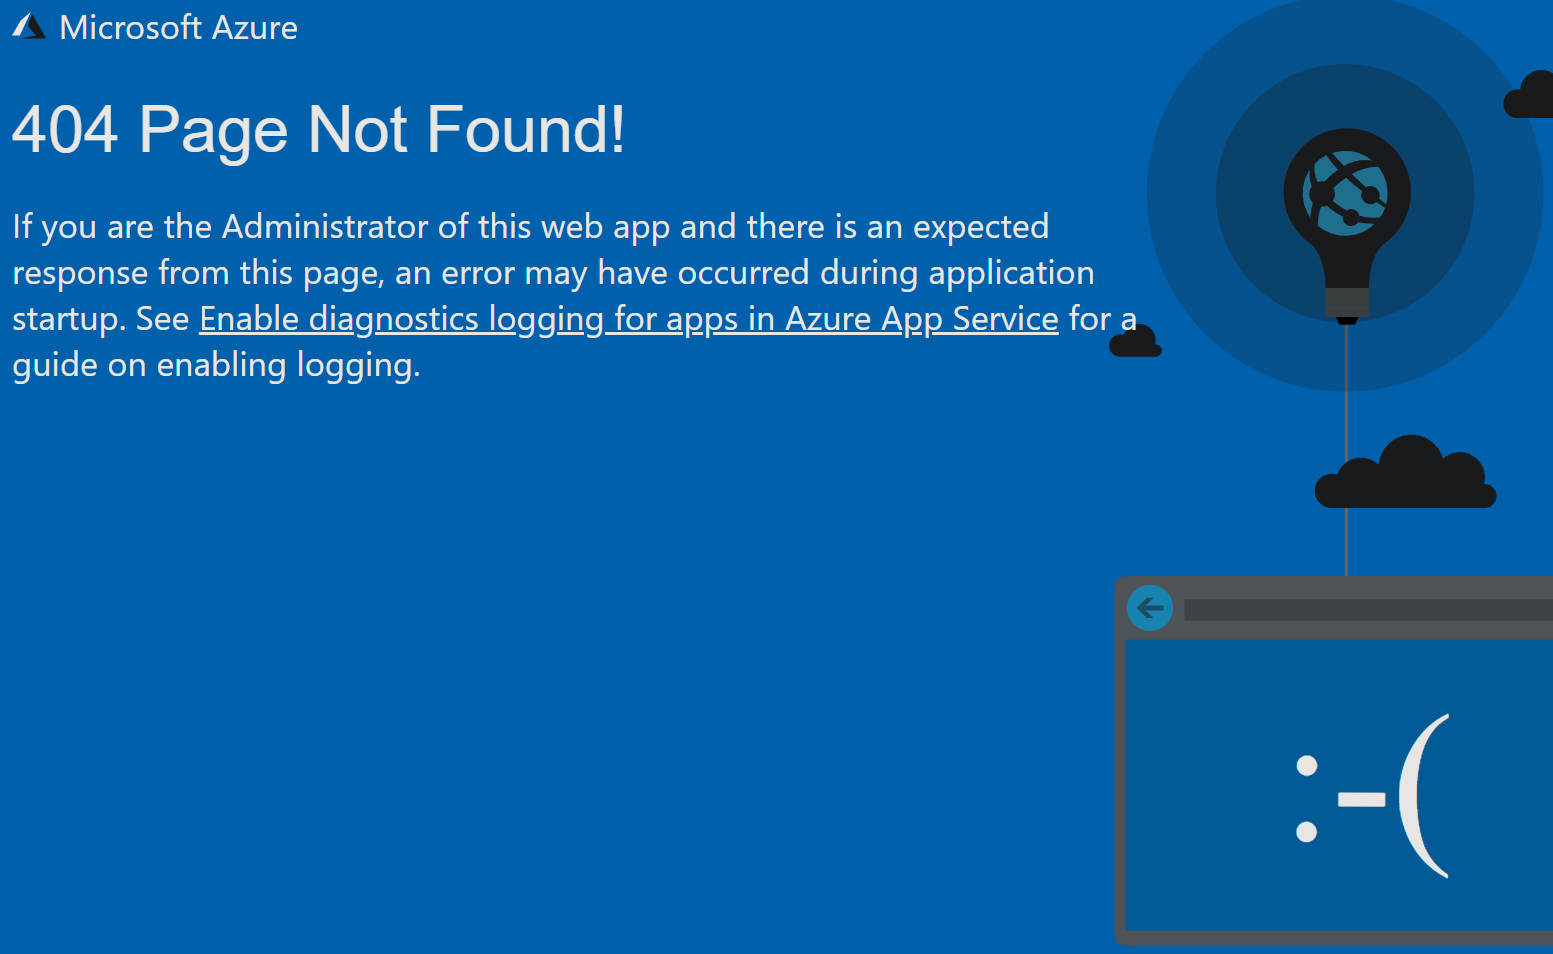 Microsoft Azure
404 Page Not Found!
If you are the Administrator of this web app and there is an expected
response from this page, an error may have occurred during application
startup. See Enable diagnostics logging for apps in Azure App Service for a
guide on enabling logging.
:-(